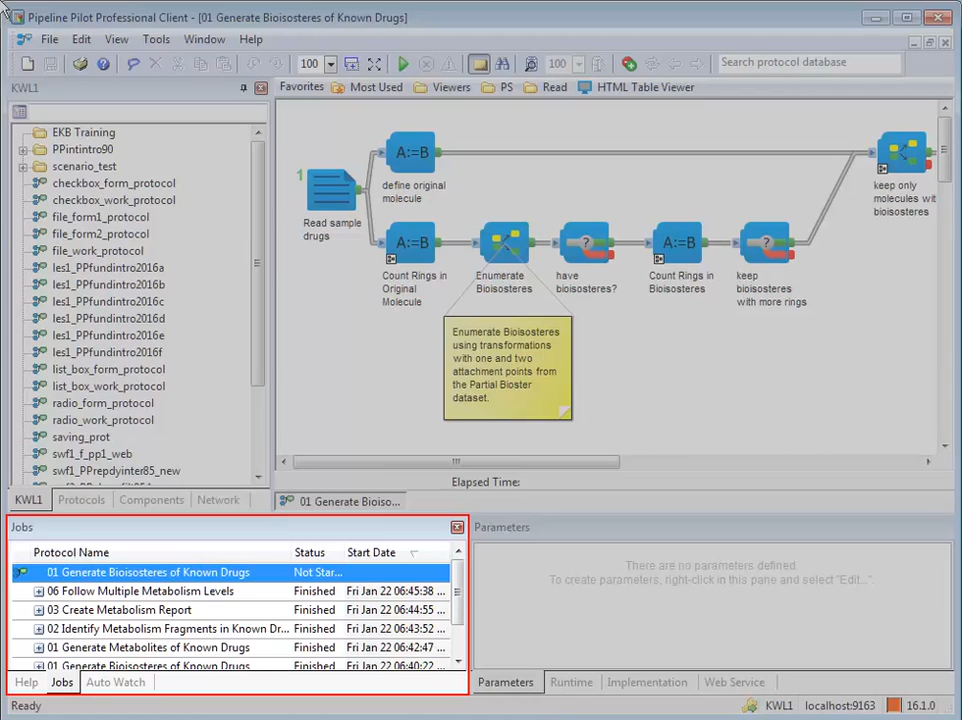 Pipeline Pilot Professional Client - [01 Generate Bioisosteres of Known Drugs]
File Edit View Tools Window Help
100
100
Search protocol database
KWL1
Favorites Most Used Viewers PS Read HTML Table Viewer
EKB Training
PPintintro90
scenario_test
checkbox_form_protocol
checkbox_work_protocol
file_form1_protocol
file_form2_protocol
file_work_protocol
les1_PPfundintro2016a
les1_PPfundintro2016b
les1_PPfundintro2016c
les1_PPfundintro2016d
les1_PPfundintro2016e
les1_PPfundintro2016f
list_box_form_protocol
list_box_work_protocol
radio_form_protocol
radio_work_protocol
saving_prot
swf1_f_pp1_web
swf1_PPrepdyinter85_new
KWL1 Protocols Components Network
1
Read sample
drugs
A:=B
define original
molecule
A:=B
Count Rings in
Original
Molecule
Enumerate
Bioisosteres
?
have
bioisosteres?
A:=B
Count Rings in
Bioisosteres
?
keep
bioisosteres
with more rings
keep only
molecules wit
bioisosteres
Enumerate Bioisosteres
using transformations
with one and two
attachment points from
the Partial Bioster
dataset.
Elapsed Time:
01 Generate Bioiso...
Jobs
Protocol Name Status Start Date
01 Generate Bioisosteres of Known Drugs Not Star...
06 Follow Multiple Metabolism Levels Finished Fri Jan 22 06:45:38 ...
03 Create Metabolism Report Finished Fri Jan 22 06:44:55 ...
02 Identify Metabolism Fragments in Known Dr... Finished Fri Jan 22 06:43:52 ...
01 Generate Metabolites of Known Drugs Finished Fri Jan 22 06:42:47 ...
01 Generate Bioisosteres of Known Drugs Finished Fri Jan 22 06:40:22 ...
Help Jobs Auto Watch
Parameters
There are no parameters defined
To create parameters, right-click in this pane and select "Edit...".
Parameters Runtime Implementation Web Service
Ready
KWL1 localhost:9163 16.1.0